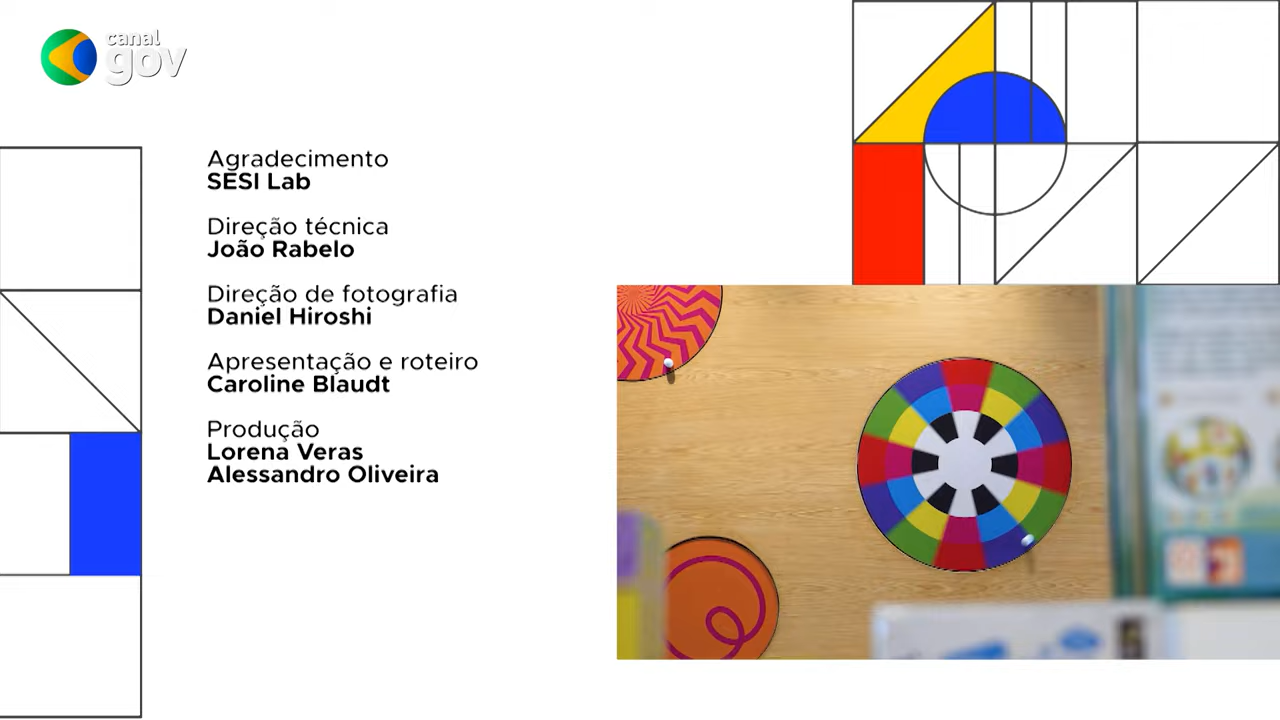 canal
gov
Agradecimento
SESI Lab
Direção técnica
João Rabelo
Direção de fotografia
Daniel Hiroshi
Apresentação e roteiro
Caroline Blaudt
Produção
Lorena Veras
Alessandro Oliveira